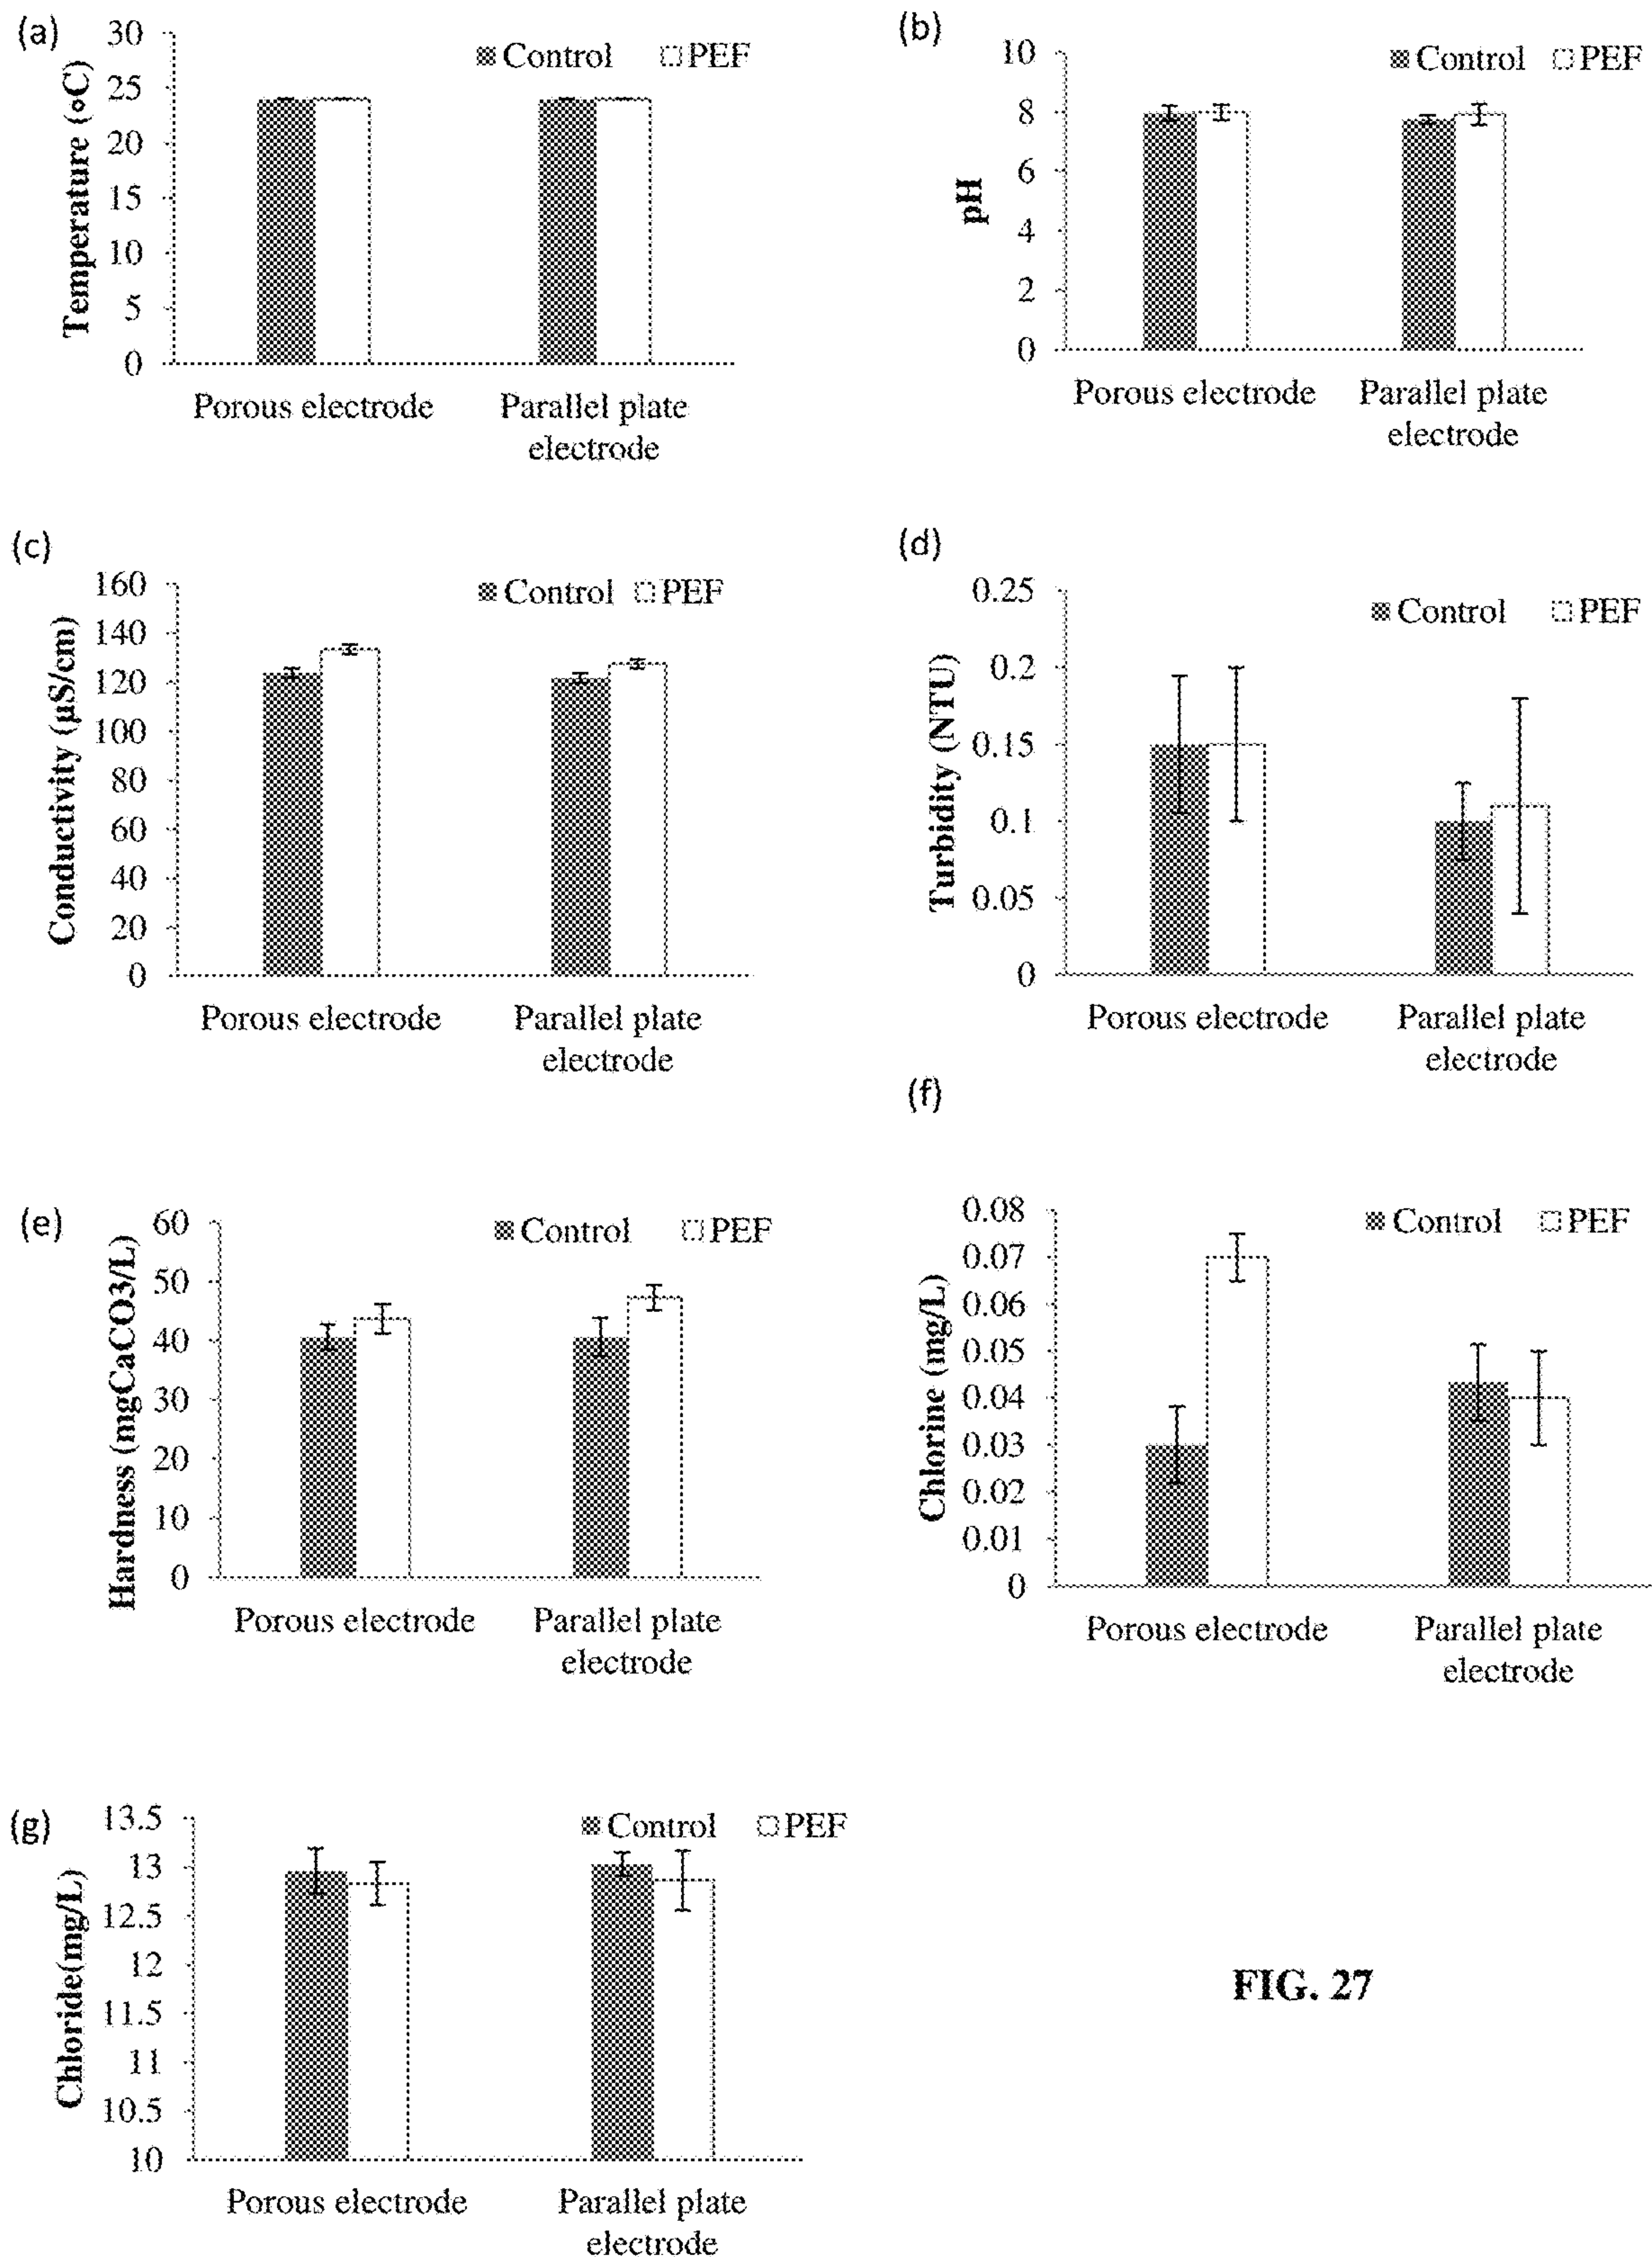 (a)
Temperature (∘C)
30
25
20
15
10
5
0
Control PEF
Porous electrode Parallel plate
electrode
(b)
pH
10
8
6
4
2
0
Control PEF
Porous electrode Parallel plate
electrode
(c)
Conductivity (µS/cm)
160
140
120
100
80
60
40
20
0
Control PEF
Porous electrode Parallel plate
electrode
(d)
Turbidity (NTU)
0.25
0.2
0.15
0.1
0.05
0
Control PEF
Porous electrode Parallel plate
electrode
(e)
Hardness (mgCaCO3/L)
60
50
40
30
20
10
0
Control PEF
Porous electrode Parallel plate
electrode
(f)
Chlorine (mg/L)
0.08
0.07
0.06
0.05
0.04
0.03
0.02
0.01
0
Control PEF
Porous electrode Parallel plate
electrode
(g)
Chloride(mg/L)
13.5
13
12.5
12
11.5
11
10.5
10
Control PEF
Porous electrode Parallel plate
electrode
FIG. 27